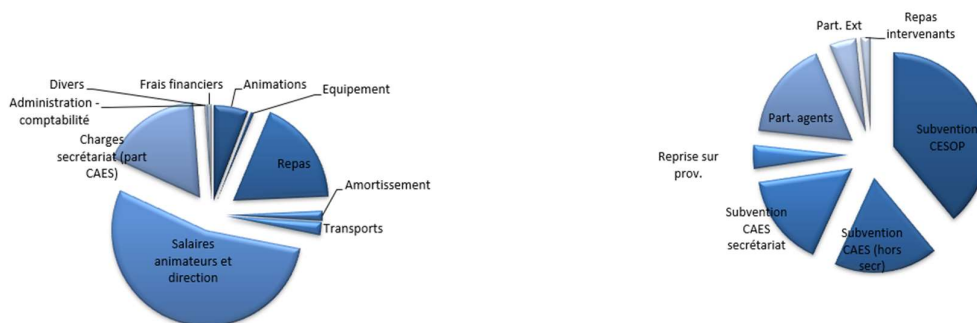 Divers
Frais financiers
Animations
Equipement
Administration -
comptabilité
Charges
secrétariat (part
CAES)
Repas
Amortissement
Transports
Salaires
animateurs et
direction
Part. Ext
Repas
intervenants
Part. agents
Subvention
CESOP
Reprise sur
prov.
Subvention
CAES
secrétariat
Subvention
CAES (hors
secr)